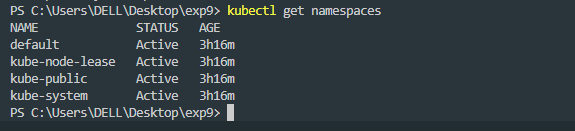 PS C:\Users\DELL\Desktop\exp9> kubectl get namespaces
NAME              STATUS   AGE
default           Active   3h16m
kube-node-lease   Active   3h16m
kube-public       Active   3h16m
kube-system       Active   3h16m
PS C:\Users\DELL\Desktop\exp9>